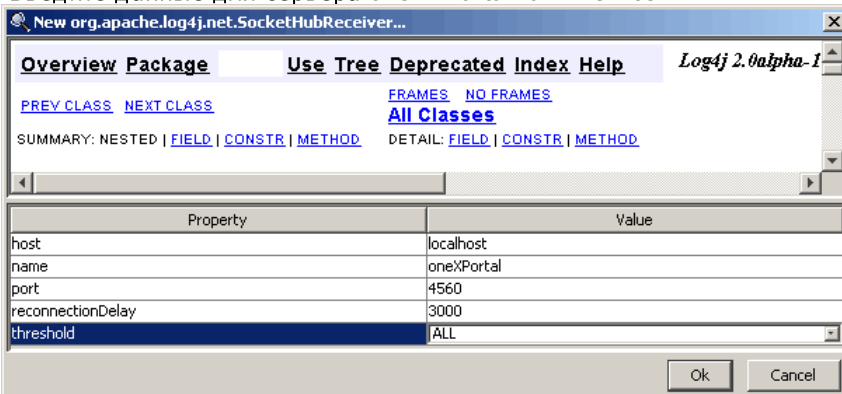 New org.apache.log4j.net.SocketHubReceiver...
Overview Package Use Tree Deprecated Index Help
Log4j 2.0alpha-1
PREV CLASS NEXT CLASS
FRAMES NO FRAMES
All Classes
SUMMARY: NESTED | FIELD | CONSTR | METHOD
DETAIL: FIELD | CONSTR | METHOD
Property Value
host localhost
name oneXPortal
port 4560
reconnectionDelay 3000
threshold ALL
Ok Cancel